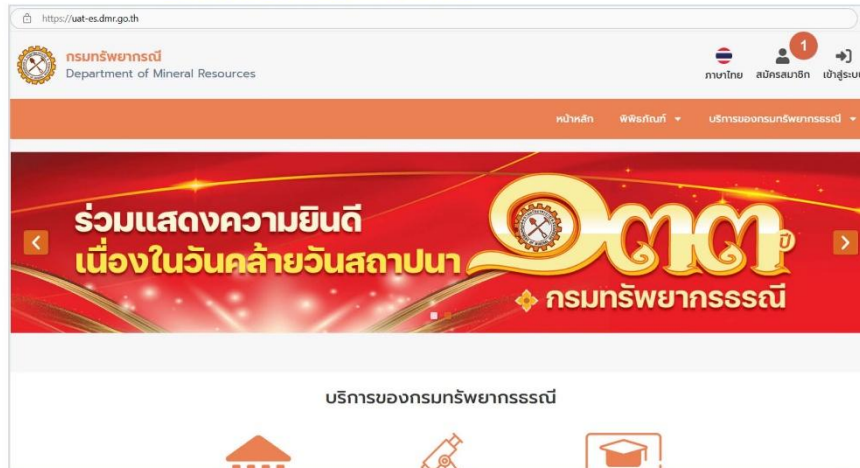 https://uat-es.dmr.go.th
กรมทรัพยากรณี
Department of Mineral Resources
1
ภาษาไทย สมัครสมาชิก เข้าสู่ระบบ
หน้าหลัก พิพิธภัณฑ์ บริการของกรมทรัพยากรธรณี
ร่วมแสดงความยินดี
เนื่องในวันคล้ายวันสถาปนา
๑๓๓ ปี
กรมทรัพยากรธรณี
บริการของกรมทรัพยากรธรณี